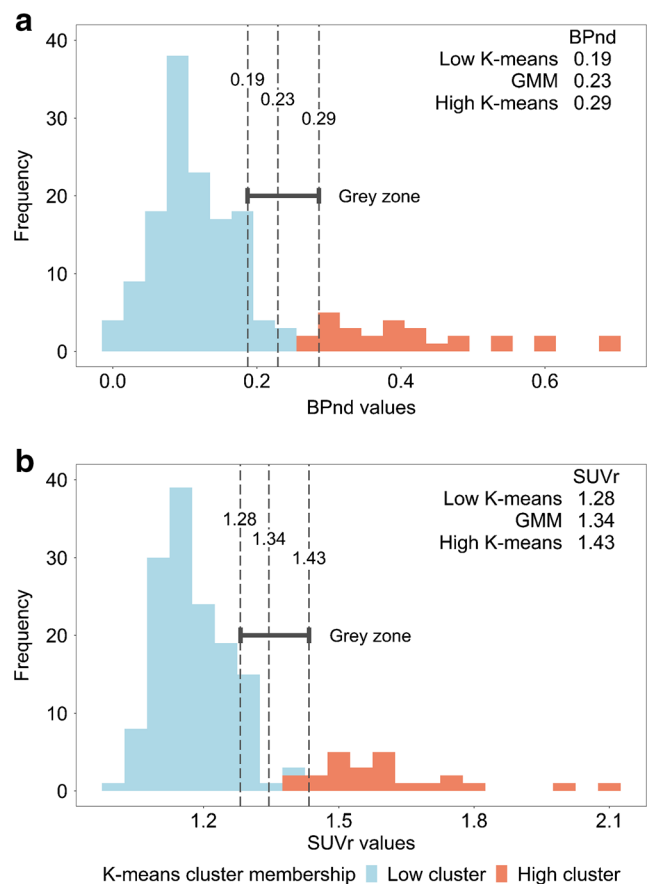 a
BPnd
Low K-means 0.19
GMM 0.23
High K-means 0.29
0.19
0.23
0.29
Grey zone
Frequency
40
30
20
10
0
0.0 0.2 0.4 0.6
BPnd values
b
SUVr
Low K-means 1.28
GMM 1.34
High K-means 1.43
1.28
1.34
1.43
Grey zone
Frequency
40
30
20
10
0
1.2 1.5 1.8 2.1
SUVr values
K-means cluster membership Low cluster High cluster